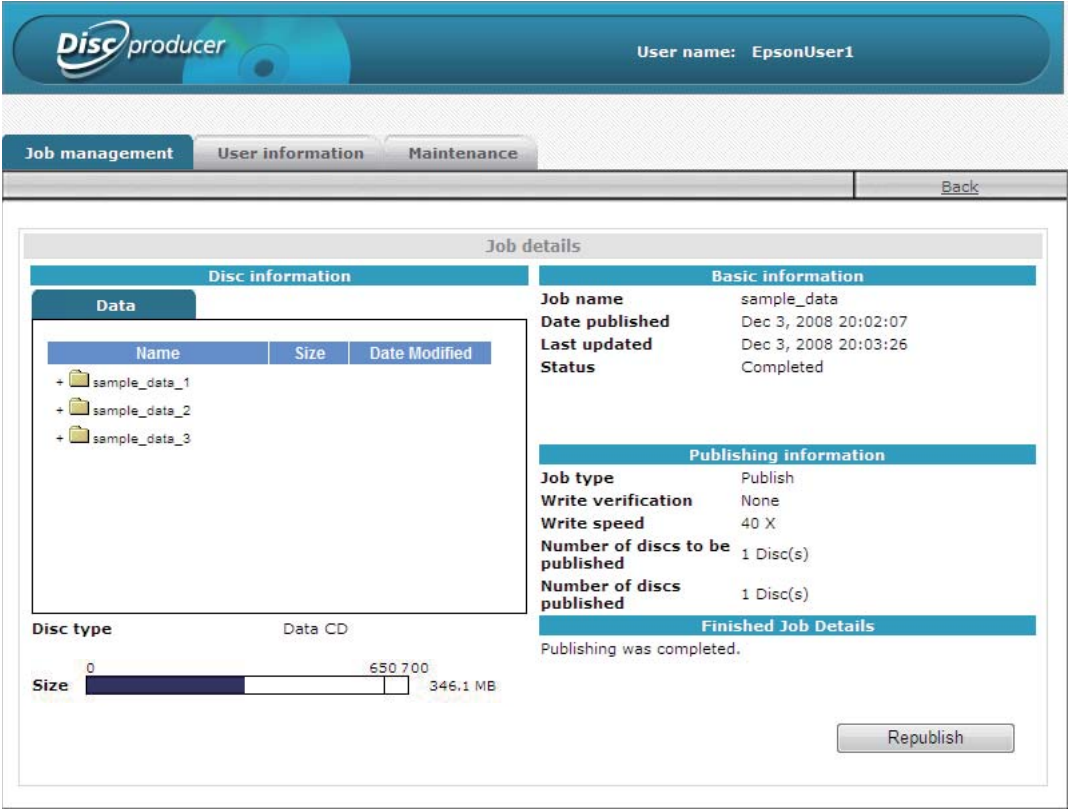 Disc producer
User name: EpsonUser1
Job management
User information
Maintenance
Back
Job details
Disc information
Data
Name Size Date Modified
+ sample_data_1
+ sample_data_2
+ sample_data_3
Disc type Data CD
0 650 700
Size 346.1 MB
Basic information
Job name sample_data
Date published Dec 3, 2008 20:02:07
Last updated Dec 3, 2008 20:03:26
Status Completed
Publishing information
Job type Publish
Write verification None
Write speed 40 X
Number of discs to be
published 1 Disc(s)
Number of discs
published 1 Disc(s)
Finished Job Details
Publishing was completed.
Republish